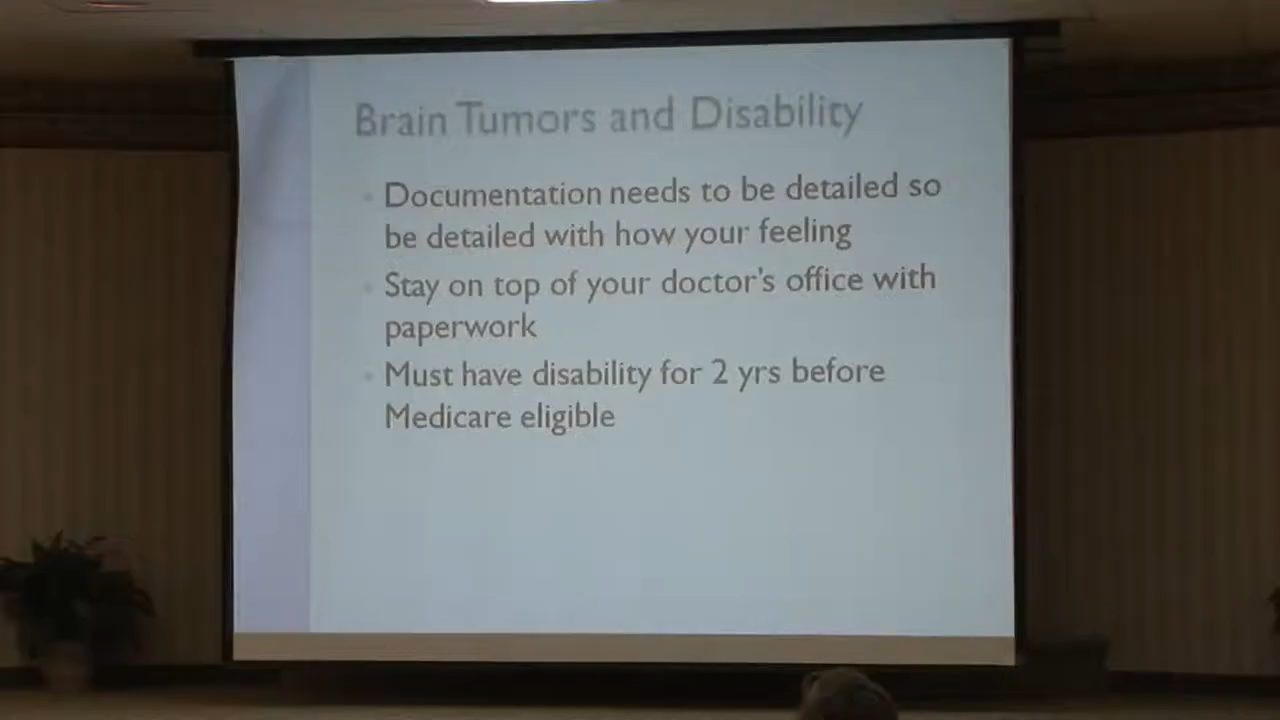 Brain Tumors and Disability
Documentation needs to be detailed so
be detailed with how your feeling
Stay on top of your doctor's office with
paperwork
Must have disability for 2 yrs before
Medicare eligible